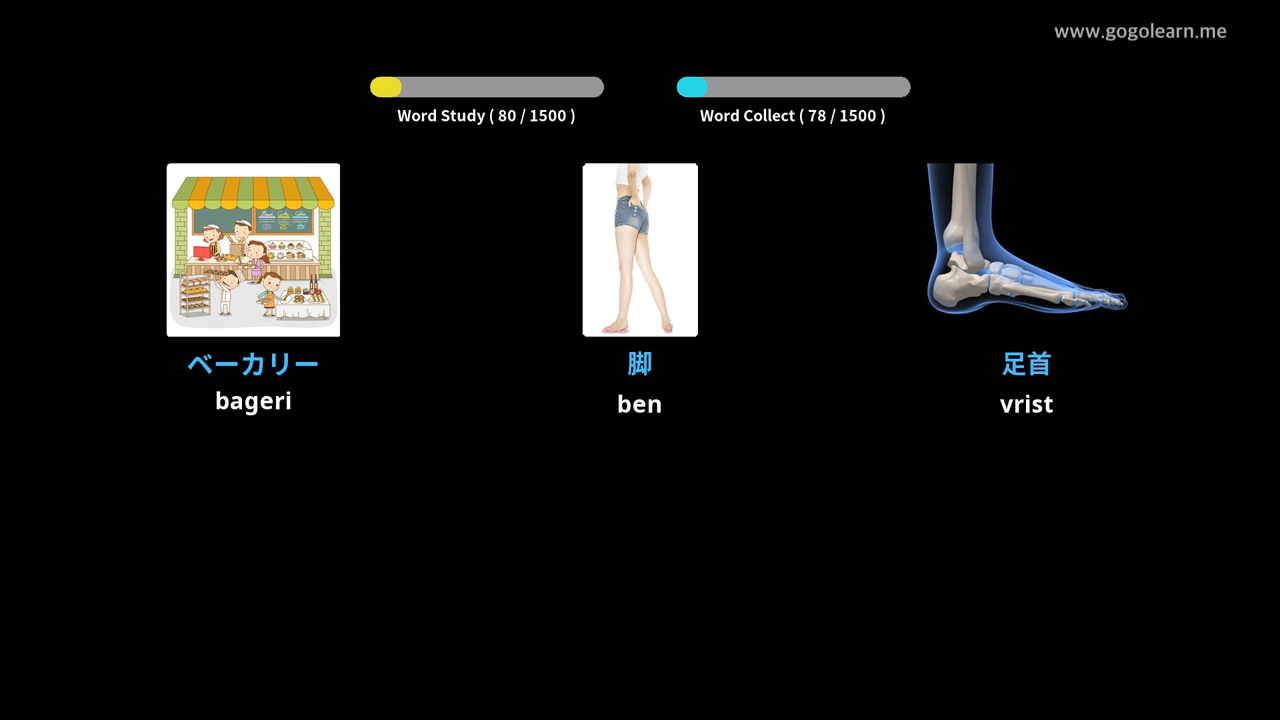 www.gogolearn.me
Word Study ( 80 / 1500 )
Word Collect ( 78 / 1500 )
ベーカリー
bageri
脚
ben
足首
vrist